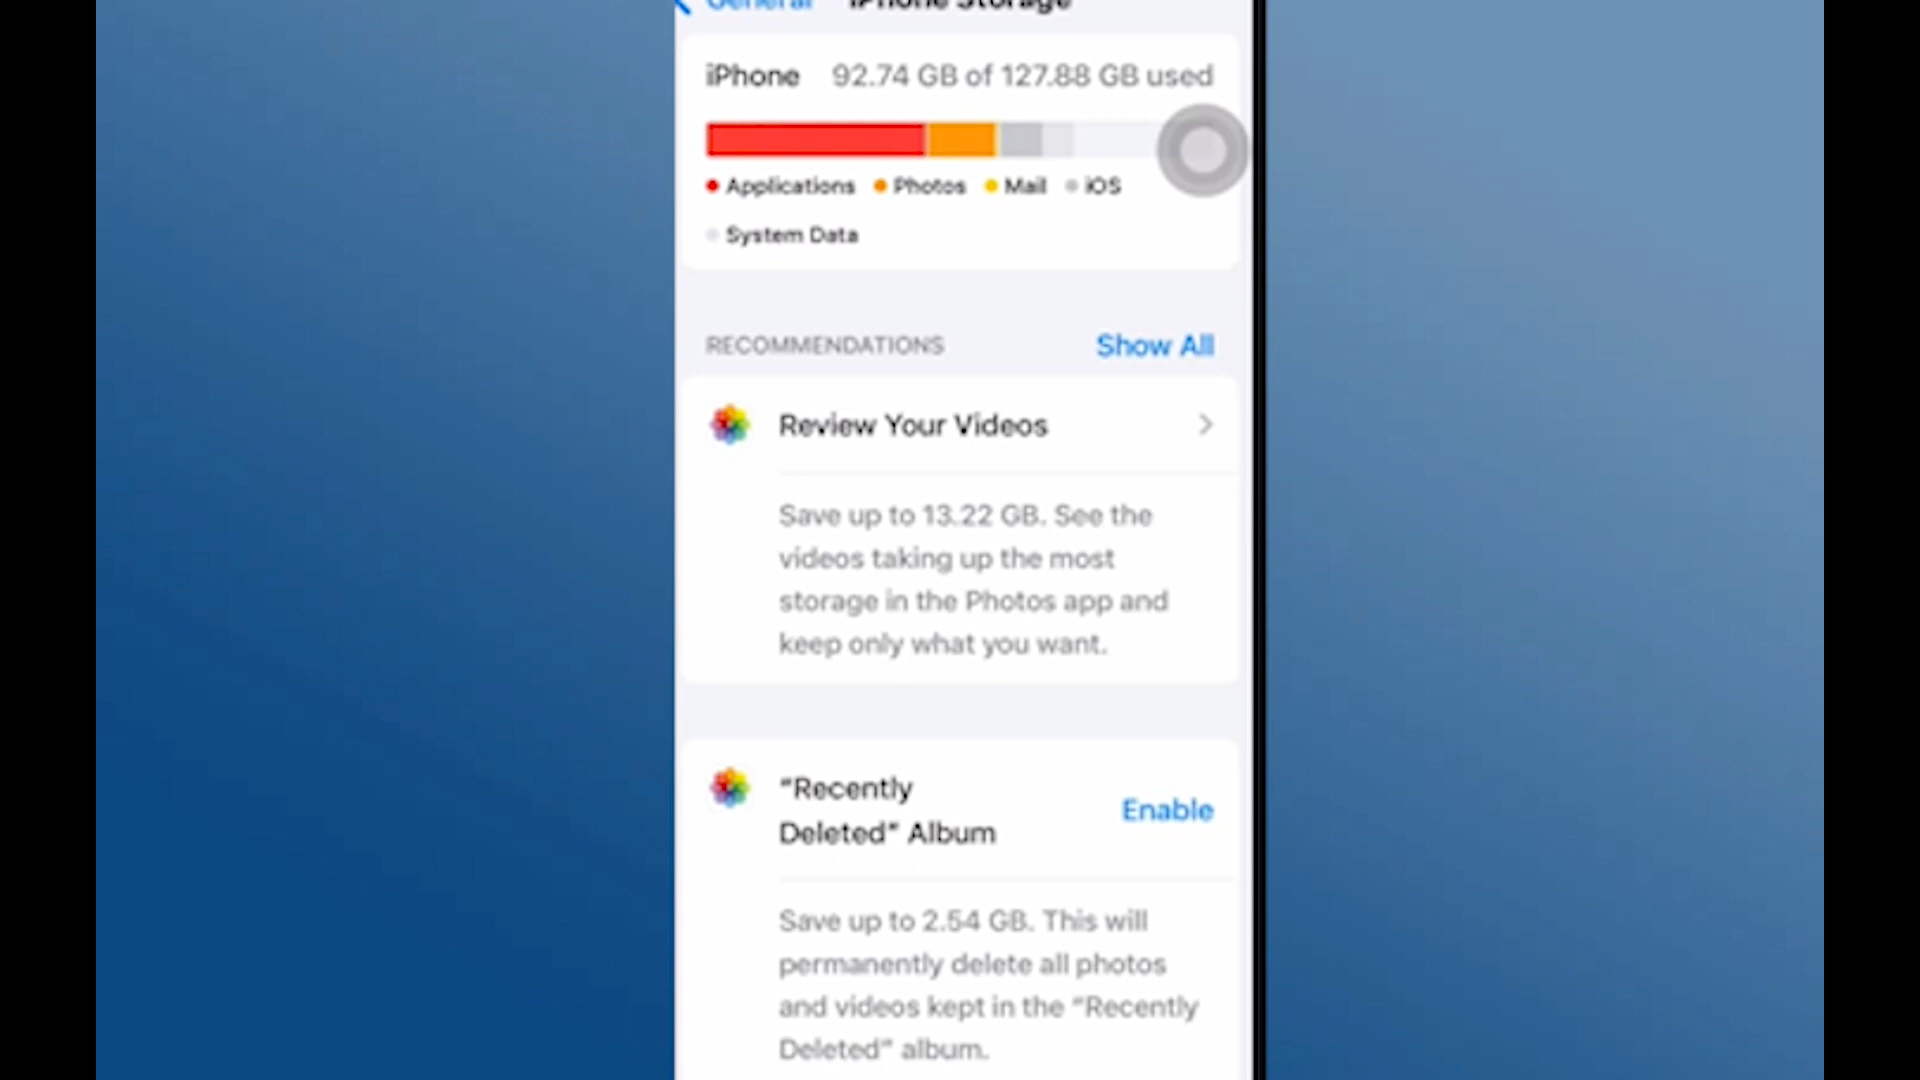 General iPhone Storage
iPhone 92.74 GB of 127.88 GB used
Applications Photos Mail iOS
System Data
RECOMMENDATIONS Show All
Review Your Videos
Save up to 13.22 GB. See the
videos taking up the most
storage in the Photos app and
keep only what you want.
“Recently
Deleted” Album
Enable
Save up to 2.54 GB. This will
permanently delete all photos
and videos kept in the “Recently
Deleted” album.